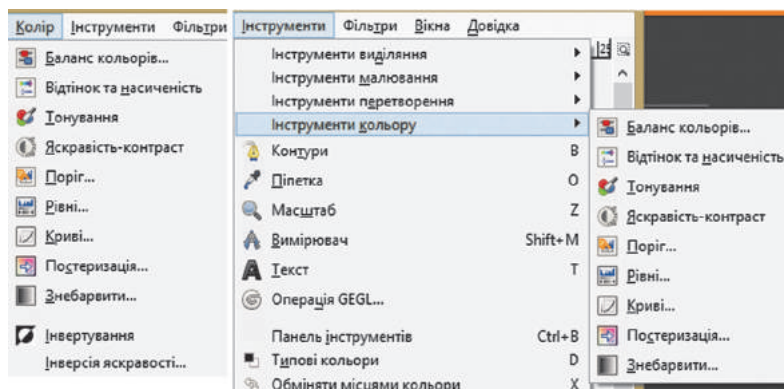 Колір Інструменти Фільтри
Баланс кольорів...
Відтінок та насиченість
Тонування
Яскравість-контраст
Поріг...
Рівні...
Криві...
Постеризація...
Знебарвити...
Інвертування
Інверсія яскравості...
Інструменти Фільтри Вікна Довідка
Інструменти виділяння
Інструменти малювання
Інструменти перетворення
Інструменти кольору
Контури B
Піпетка O
Масштаб Z
Вимірювач Shift+M
Текст T
Операція GEGL...
Панель інструментів Ctrl+B
Типові кольори D
Обміняти місцями кольори X
25
Баланс кольорів...
Відтінок та насиченість
Тонування
Яскравість-контраст
Поріг...
Рівні...
Криві...
Постеризація...
Знебарвити...